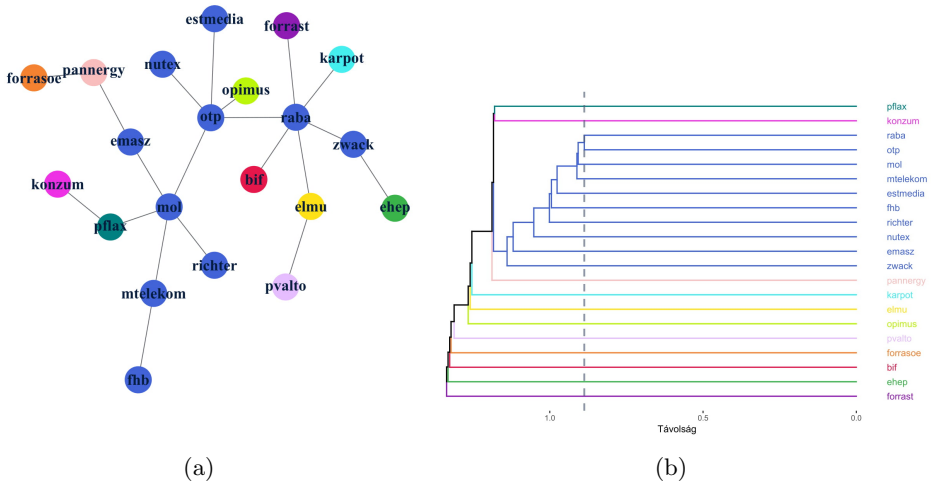 estmedia
forrast
karpot
nutex
pannergy
forrasoe
opimus
otp
raba
emasz
zwack
bif
konzum
mol
elmu
ehep
pflax
richter
mtelekom
pvalto
fhb
pflax
konzum
raba
otp
mol
mtelekom
estmedia
fhb
richter
nutex
emasz
zwack
pannergy
karpot
elmu
opimus
pvalto
forrasoe
bif
ehep
forrast
1.0 0.5 0.0
Távolság
(a) (b)